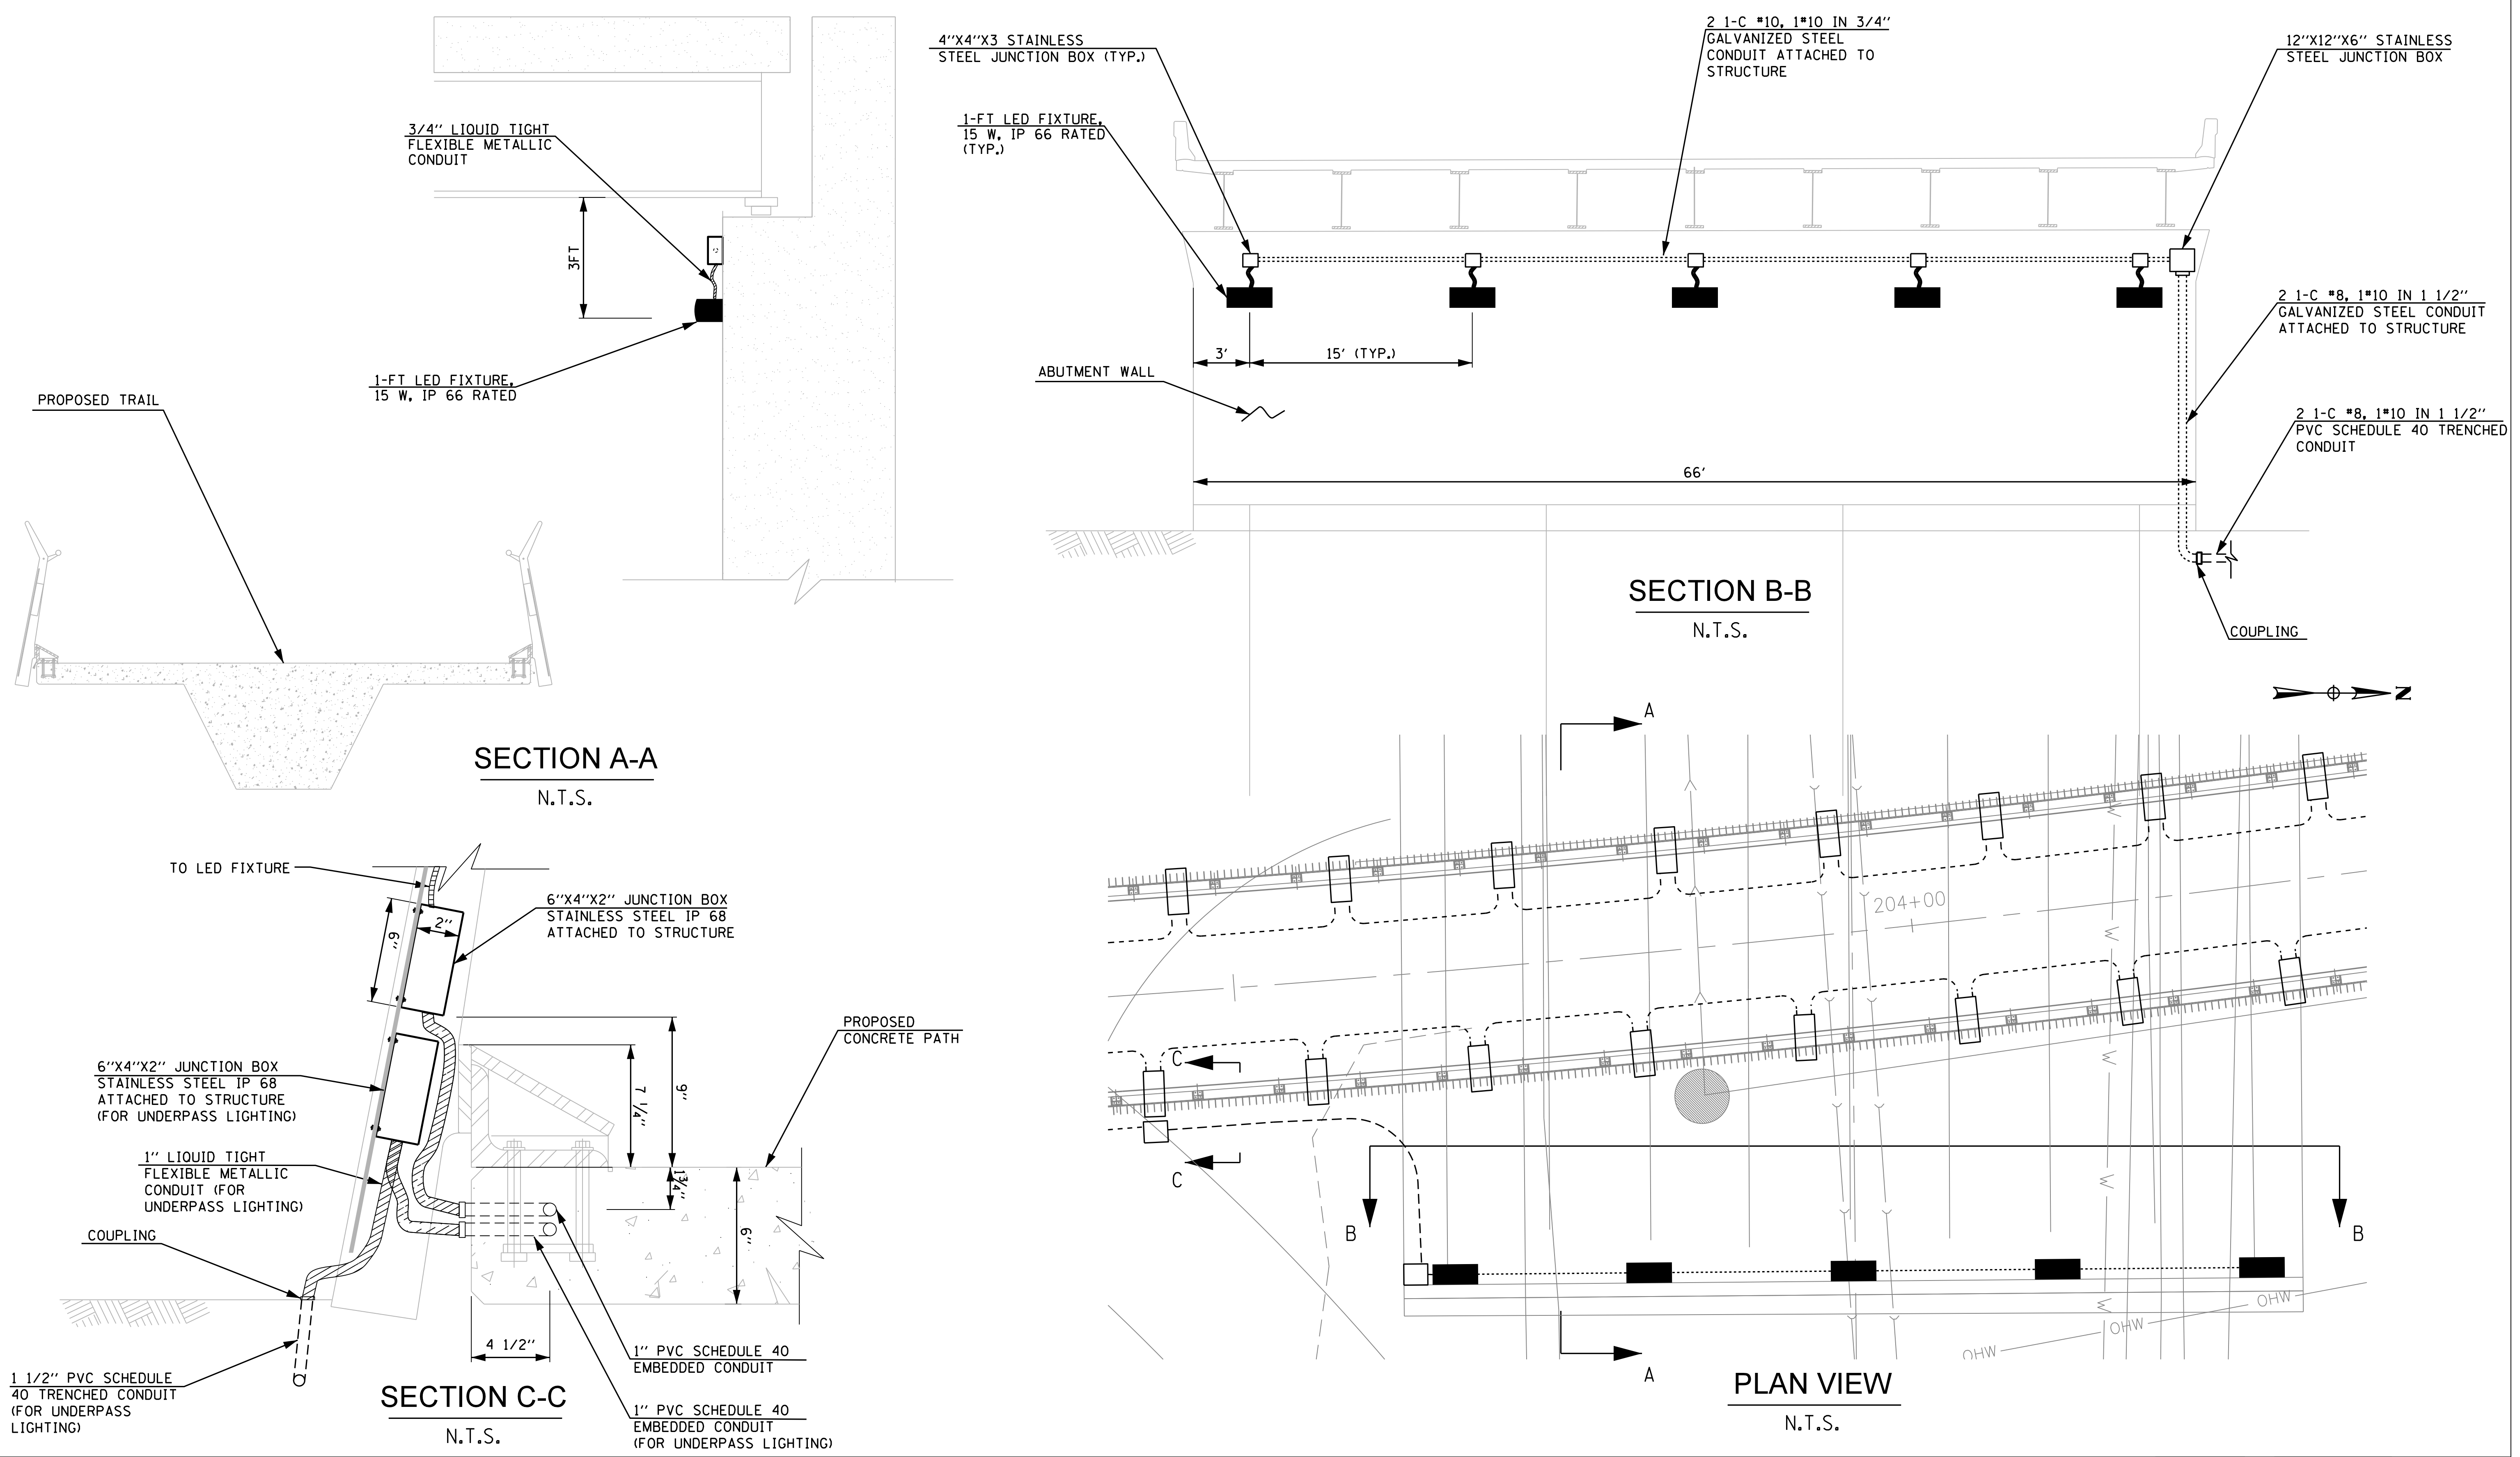 3/4" LIQUID TIGHT
FLEXIBLE METALLIC
CONDUIT
3FT
1-FT LED FIXTURE,
15 W, IP 66 RATED
PROPOSED TRAIL
SECTION A-A
N.T.S.
4"X4"X3 STAINLESS
STEEL JUNCTION BOX (TYP.)
1-FT LED FIXTURE,
15 W, IP 66 RATED
(TYP.)
2 1-C #10, 1#10 IN 3/4"
GALVANIZED STEEL
CONDUIT ATTACHED TO
STRUCTURE
12"X12"X6" STAINLESS
STEEL JUNCTION BOX
2 1-C #8, 1#10 IN 1 1/2"
GALVANIZED STEEL CONDUIT
ATTACHED TO STRUCTURE
2 1-C #8, 1#10 IN 1 1/2"
PVC SCHEDULE 40 TRENCHED
CONDUIT
3'
15' (TYP.)
ABUTMENT WALL
66'
COUPLING
SECTION B-B
N.T.S.
TO LED FIXTURE
6"X4"X2" JUNCTION BOX
STAINLESS STEEL IP 68
ATTACHED TO STRUCTURE
2"
6"
PROPOSED
CONCRETE PATH
6"X4"X2" JUNCTION BOX
STAINLESS STEEL IP 68
ATTACHED TO STRUCTURE
(FOR UNDERPASS LIGHTING)
7 1/4"
9"
1" LIQUID TIGHT
FLEXIBLE METALLIC
CONDUIT (FOR
UNDERPASS LIGHTING)
1 3/4"
6"
COUPLING
4 1/2"
1" PVC SCHEDULE 40
EMBEDDED CONDUIT
1" PVC SCHEDULE 40
EMBEDDED CONDUIT
(FOR UNDERPASS LIGHTING)
1 1/2" PVC SCHEDULE
40 TRENCHED CONDUIT
(FOR UNDERPASS
LIGHTING)
SECTION C-C
N.T.S.
N
A
204+00
W
W
W
W
W
W
C
C
B
B
OHW
OHW
OHW
A
PLAN VIEW
N.T.S.